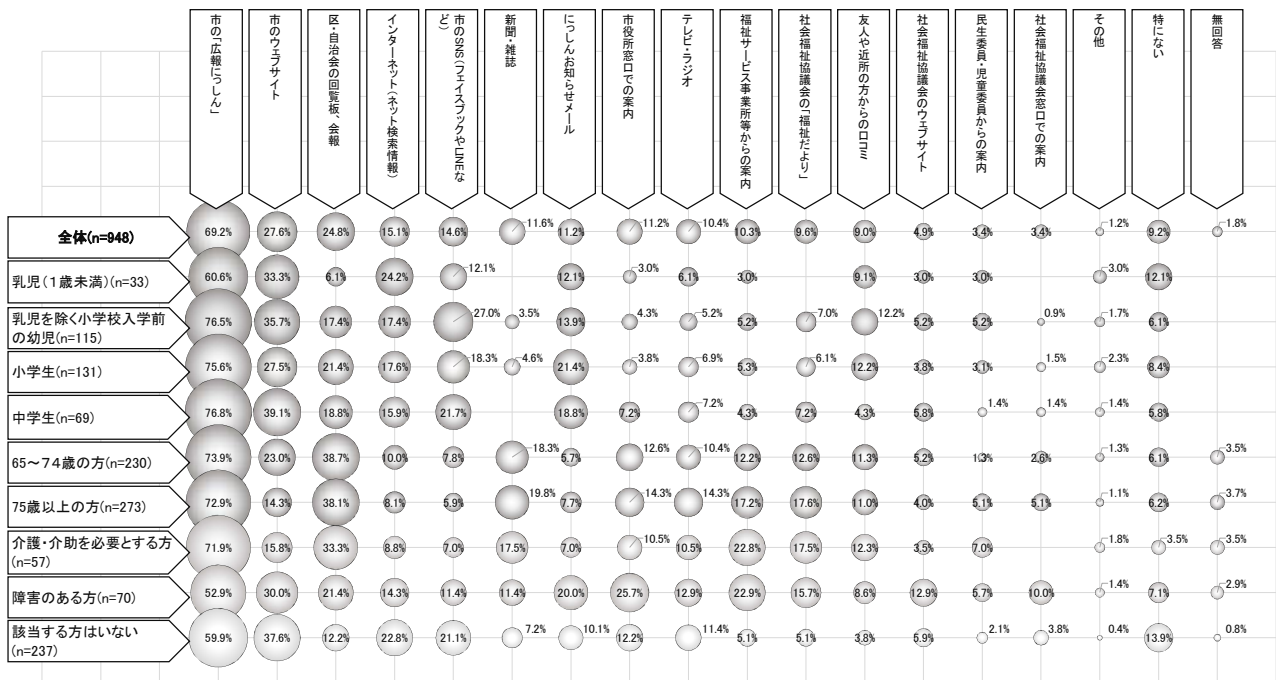 市の「広報にっしん」
市のウェブサイト
区・自治会の回覧板、会報
インターネット(ネット検索情報)
市のSNS(フェイスブックやLINEなど)
新聞・雑誌
にっしんお知らせメール
市役所窓口での案内
テレビ・ラジオ
福祉サービス事業所等からの案内
社会福祉協議会の「福祉だより」
友人や近所の方からの口コミ
社会福祉協議会のウェブサイト
民生委員・児童委員からの案内
社会福祉協議会窓口での案内
その他
特にない
無回答
全体(n=948) 69.2% 27.6% 24.8% 15.1% 14.6% 11.6% 11.2% 11.2% 10.4% 10.3% 9.6% 9.0% 4.9% 3.4% 3.4% 1.2% 9.2% 1.8%
乳児(1歳未満)(n=33) 60.6% 33.3% 6.1% 24.2% 12.1% 12.1% 3.0% 6.1% 3.0% 9.1% 3.0% 3.0% 3.0% 12.1%
乳児を除く小学校入学前
の幼児(n=115) 76.5% 35.7% 17.4% 17.4% 27.0% 3.5% 13.9% 4.3% 5.2% 5.2% 7.0% 12.2% 5.2% 5.2% 0.9% 1.7% 6.1%
小学生(n=131) 75.6% 27.5% 21.4% 17.6% 18.3% 4.6% 21.4% 3.8% 6.9% 5.3% 6.1% 12.2% 3.8% 3.1% 1.5% 2.3% 8.4%
中学生(n=69) 76.8% 39.1% 18.8% 15.9% 21.7% 18.8% 7.2% 7.2% 4.3% 7.2% 4.3% 5.8% 1.4% 1.4% 1.4% 5.8%
65～74歳の方(n=230) 73.9% 23.0% 38.7% 10.0% 7.8% 18.3% 5.7% 12.6% 10.4% 12.2% 12.6% 11.3% 5.2% 1.3% 2.6% 1.3% 6.1% 3.5%
75歳以上の方(n=273) 72.9% 14.3% 38.1% 8.1% 5.9% 19.8% 7.7% 14.3% 14.3% 17.2% 17.6% 11.0% 4.0% 5.1% 5.1% 1.1% 6.2% 3.7%
介護・介助を必要とする方
(n=57) 71.9% 15.8% 33.3% 8.8% 7.0% 17.5% 7.0% 10.5% 10.5% 22.8% 17.5% 12.3% 3.5% 7.0% 1.8% 3.5% 3.5%
障害のある方(n=70) 52.9% 30.0% 21.4% 14.3% 11.4% 11.4% 20.0% 25.7% 12.9% 22.9% 15.7% 8.6% 12.9% 5.7% 10.0% 1.4% 7.1% 2.9%
該当する方はいない
(n=237) 59.9% 37.6% 12.2% 22.8% 21.1% 7.2% 10.1% 12.2% 11.4% 5.1% 5.1% 3.8% 5.9% 2.1% 3.8% 0.4% 13.9% 0.8%